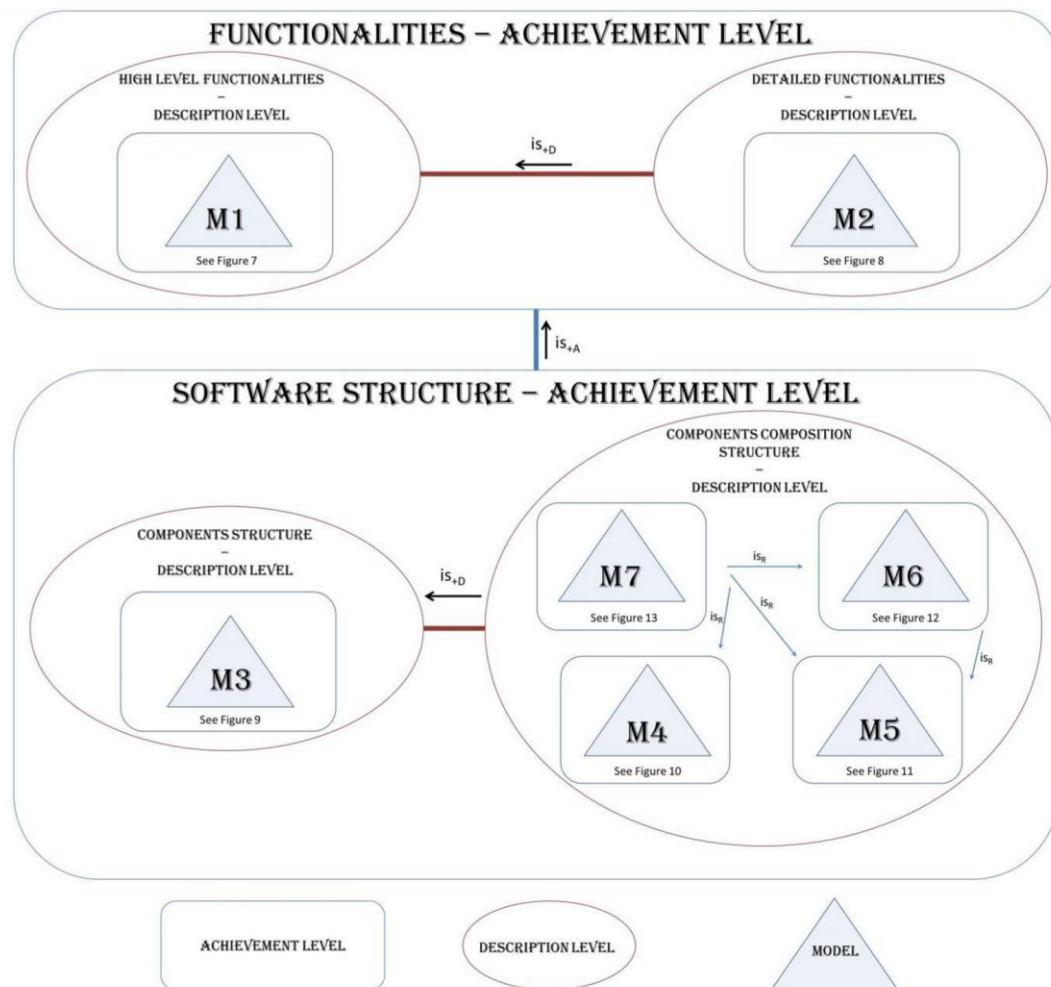 FUNCTIONALITIES – ACHIEVEMENT LEVEL
HIGH LEVEL FUNCTIONALITIES
–
DESCRIPTION LEVEL
M1
See Figure 7
is+D
DETAILED FUNCTIONALITIES
–
DESCRIPTION LEVEL
M2
See Figure 8
is+A
SOFTWARE STRUCTURE – ACHIEVEMENT LEVEL
COMPONENTS STRUCTURE
–
DESCRIPTION LEVEL
M3
See Figure 9
is+D
COMPONENTS COMPOSITION
STRUCTURE
–
DESCRIPTION LEVEL
M7
See Figure 13
isR
M6
See Figure 12
isR
isR
isR
M4
See Figure 10
M5
See Figure 11
ACHIEVEMENT LEVEL
DESCRIPTION LEVEL
MODEL